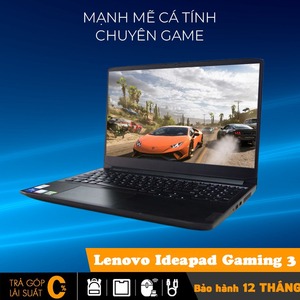 MẠNH MẼ CÁ TÍNH
CHUYÊN GAME
Lenovo Ideapad Gaming 3
TRẢ GÓP
LÃI SUẤT
0%
Bảo hành 12 THÁNG